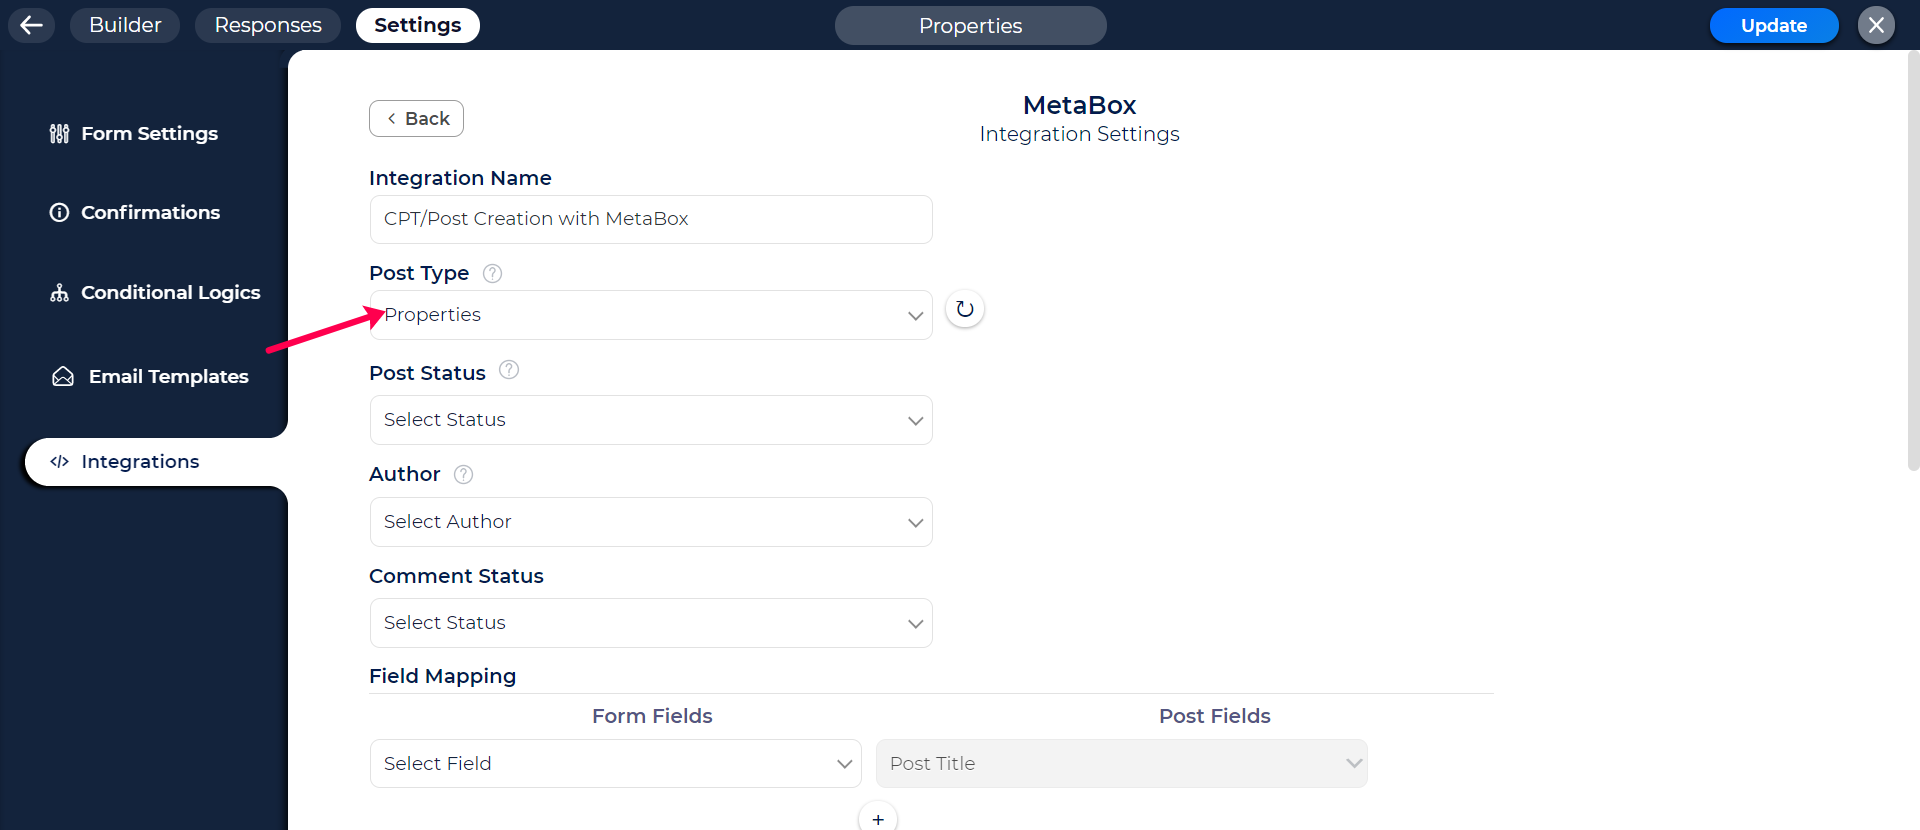 Builder
Responses
Settings
Properties
Update
Form Settings
Confirmations
Conditional Logics
Email Templates
</> Integrations
Back
MetaBox
Integration Settings
Integration Name
CPT/Post Creation with MetaBox
Post Type ?
Properties
Post Status ?
Select Status
Author ?
Select Author
Comment Status
Select Status
Field Mapping
Form Fields
Post Fields
Select Field
Post Title
+